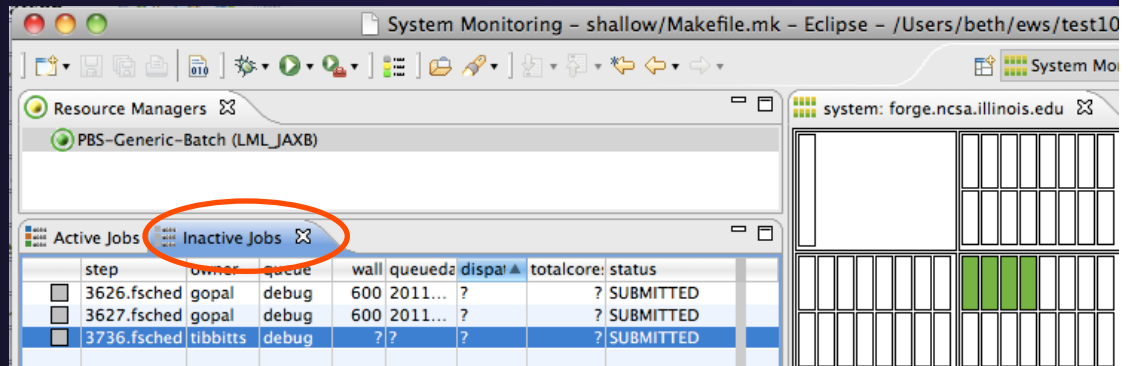 System Monitoring – shallow/Makefile.mk – Eclipse – /Users/beth/ews/test10
010
System Mo
Resource Managers
PBS-Generic-Batch (LML_JAXB)
system: forge.ncsa.illinois.edu
Active Jobs Inactive Jobs
step owner queue wall queueda dispat totalcore: status
3626.fsched gopal debug 600 2011... ? ? SUBMITTED
3627.fsched gopal debug 600 2011... ? ? SUBMITTED
3736.fsched tibbitts debug ? ? ? ? SUBMITTED